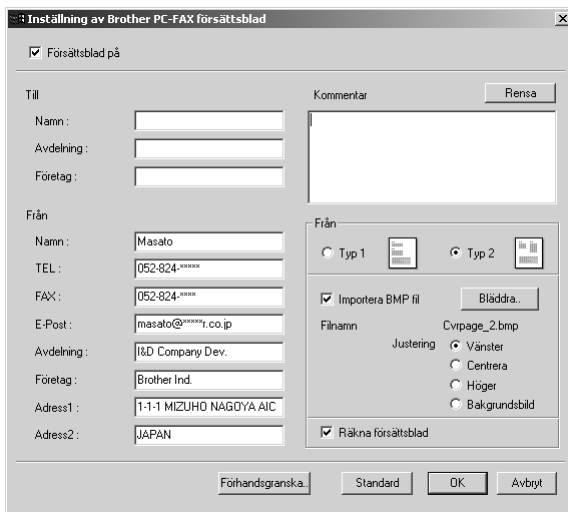 Inställning av Brother PC-FAX försättsblad
Försättsblad på
Till
Namn :
Avdelning :
Företag :
Kommentar
Rensa
Från
Namn : Masato
TEL : 052-824-*****
FAX : 052-824-****
E-Post : masato@*****r.co.jp
Avdelning : I&D Company Dev.
Företag : Brother Ind.
Adress1 : 1-1-1 MIZUHO NAGOYA AIC
Adress2 : JAPAN
Från
Typ 1 Typ 2
Importera BMP fil Bläddra..
Filnamn Cvrpage_2.bmp
Justering Vänster
Centrera
Höger
Bakgrundsbild
Räkna försättsblad
Förhandsgranska.. Standard OK Avbryt